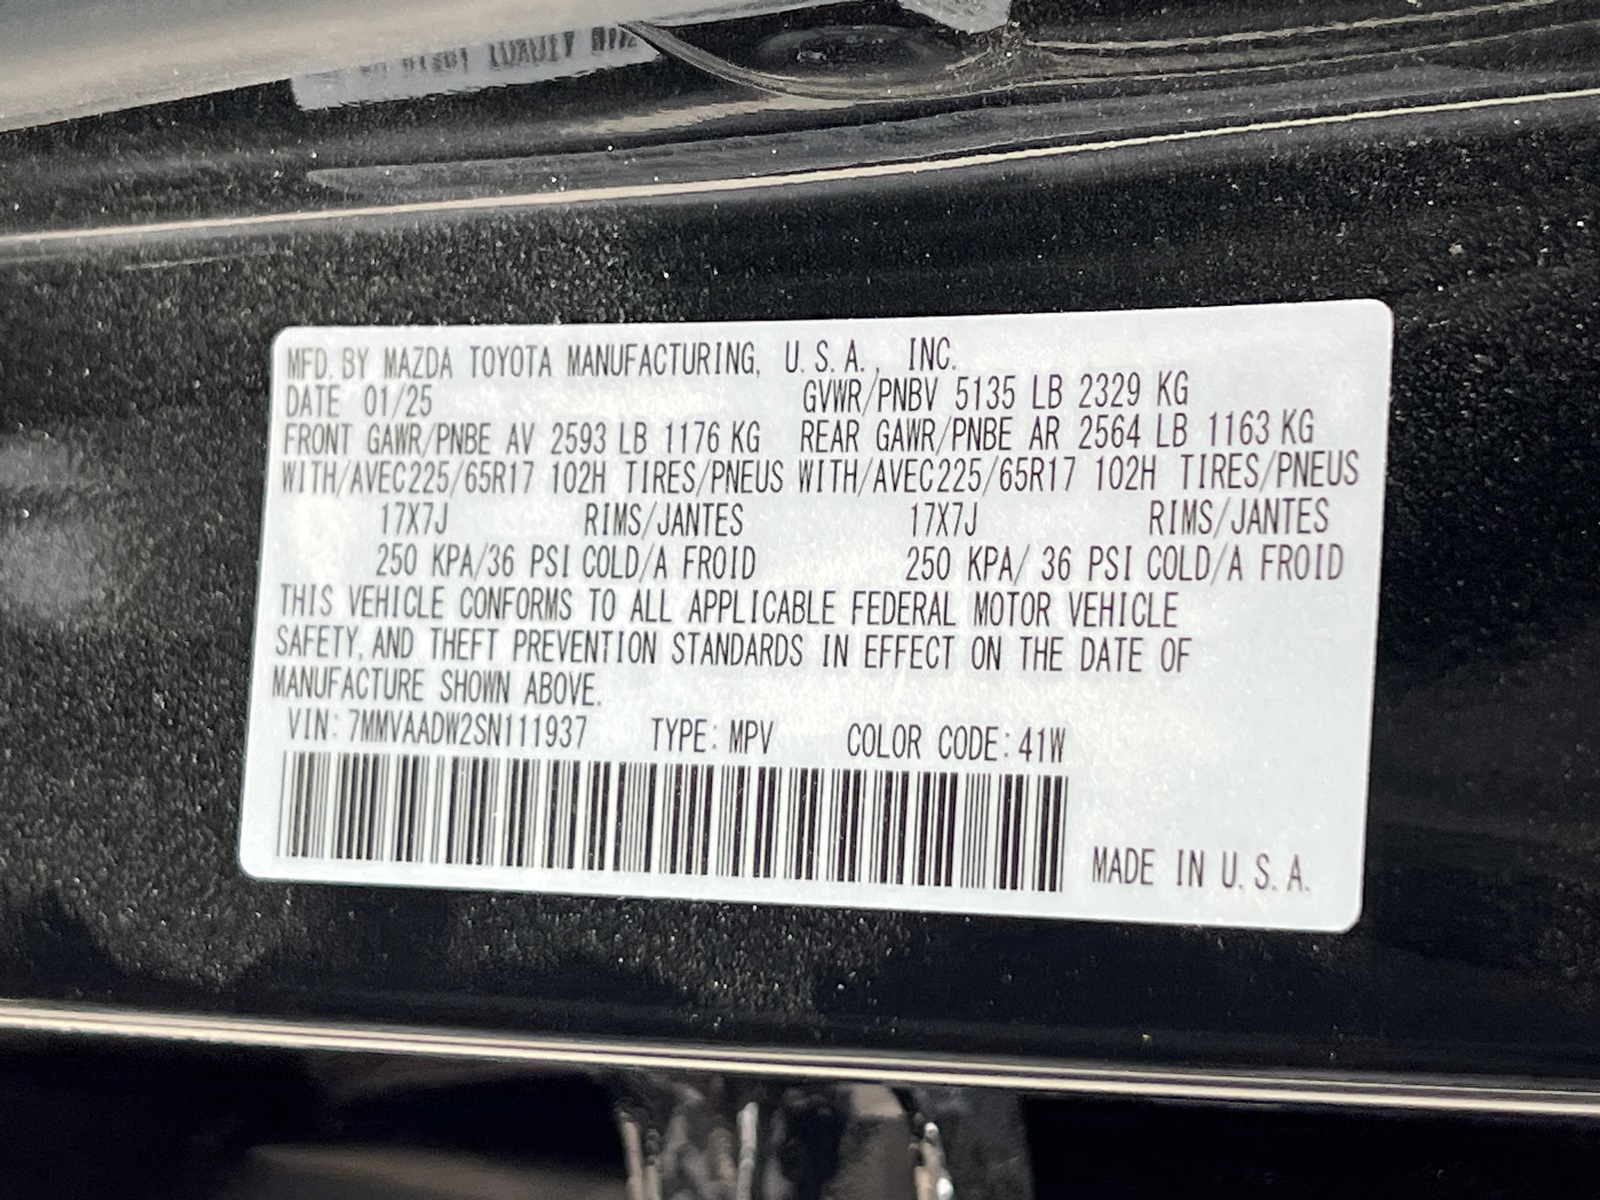 MFD. BY MAZDA TOYOTA MANUFACTURING, U.S.A., INC.
DATE 01/25 GVWR/PNBV 5135 LB 2329 KG
FRONT GAWR/PNBE AV 2593 LB 1176 KG REAR GAWR/PNBE AR 2564 LB 1163 KG
WITH/AVEC225/65R17 102H TIRES/PNEUS WITH/AVEC225/65R17 102H TIRES/PNEUS
17X7J RIMS/JANTES 17X7J RIMS/JANTES
250 KPA/36 PSI COLD/A FROID 250 KPA/ 36 PSI COLD/A FROID
THIS VEHICLE CONFORMS TO ALL APPLICABLE FEDERAL MOTOR VEHICLE
SAFETY, AND THEFT PREVENTION STANDARDS IN EFFECT ON THE DATE OF
MANUFACTURE SHOWN ABOVE.
VIN: 7MMVAADW2SN111937 TYPE: MPV COLOR CODE: 41W
MADE IN U.S.A.